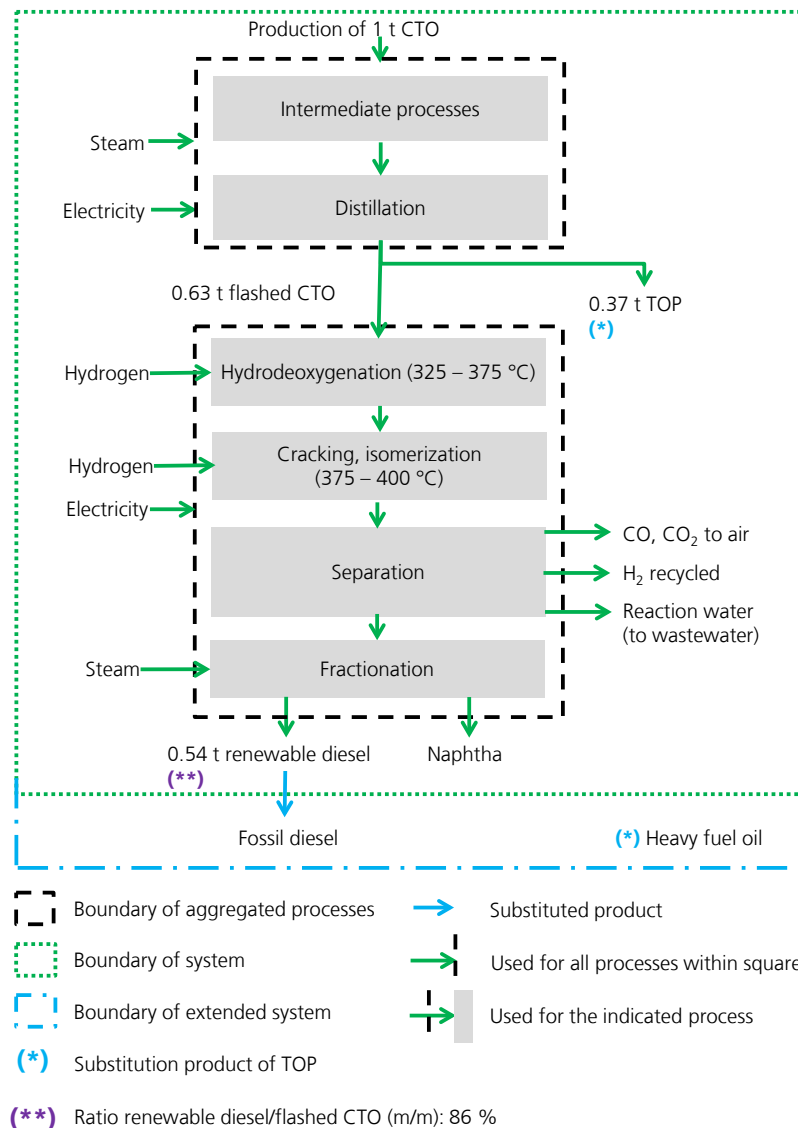 Production of 1 t CTO
Intermediate processes
Steam
Distillation
Electricity
0.63 t flashed CTO
0.37 t TOP
(*)
Hydrogen
Hydrodeoxygenation (325 – 375 °C)
Hydrogen
Cracking, isomerization
(375 – 400 °C)
Electricity
CO, CO₂ to air
Separation
H₂ recycled
Reaction water
(to wastewater)
Steam
Fractionation
0.54 t renewable diesel
(**)
Naphtha
Fossil diesel
(*) Heavy fuel oil
Boundary of aggregated processes
Substituted product
Boundary of system
Used for all processes within square
Boundary of extended system
Used for the indicated process
(*) Substitution product of TOP
(**) Ratio renewable diesel/flashed CTO (m/m): 86 %